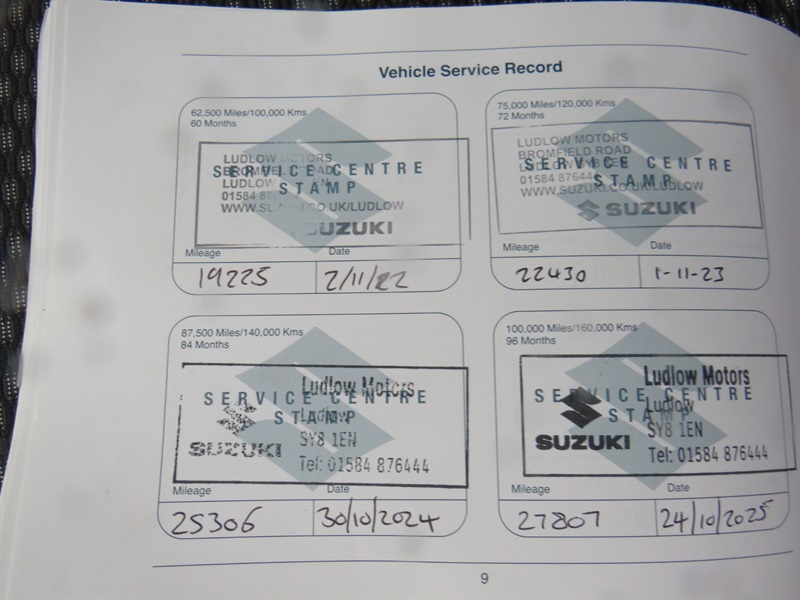 Vehicle Service Record
62,500 Miles/100,000 Kms
60 Months
LUDLOW MOTORS
SERVICE CENTRE
LUDLOW
STAMP
01584
WWW.SUZUKI.CO.UK/LUDLOW
SUZUKI
Mileage Date
19225 2/11/22
75,000 Miles/120,000 Kms
72 Months
LUDLOW MOTORS
BROMFIELD ROAD
SERVICE CENTRE
LUDLOW
STAMP
01584 87644
WWW.SUZUKI.CO.UK/LUDLOW
SUZUKI
Mileage Date
22430 1-11-23
87,500 Miles/140,000 Kms
84 Months
Ludlow Motors
SERVICE CENTRE
Ludlow
STAMP
SY8 1EN
SUZUKI
Tel: 01584 876444
Mileage Date
25306 30/10/2024
100,000 Miles/160,000 Kms
96 Months
Ludlow Motors
SERVICE CENTRE
Ludlow
STAMP
SY8 1EN
SUZUKI
Tel: 01584 876444
Mileage Date
27807 24/10/2025
9